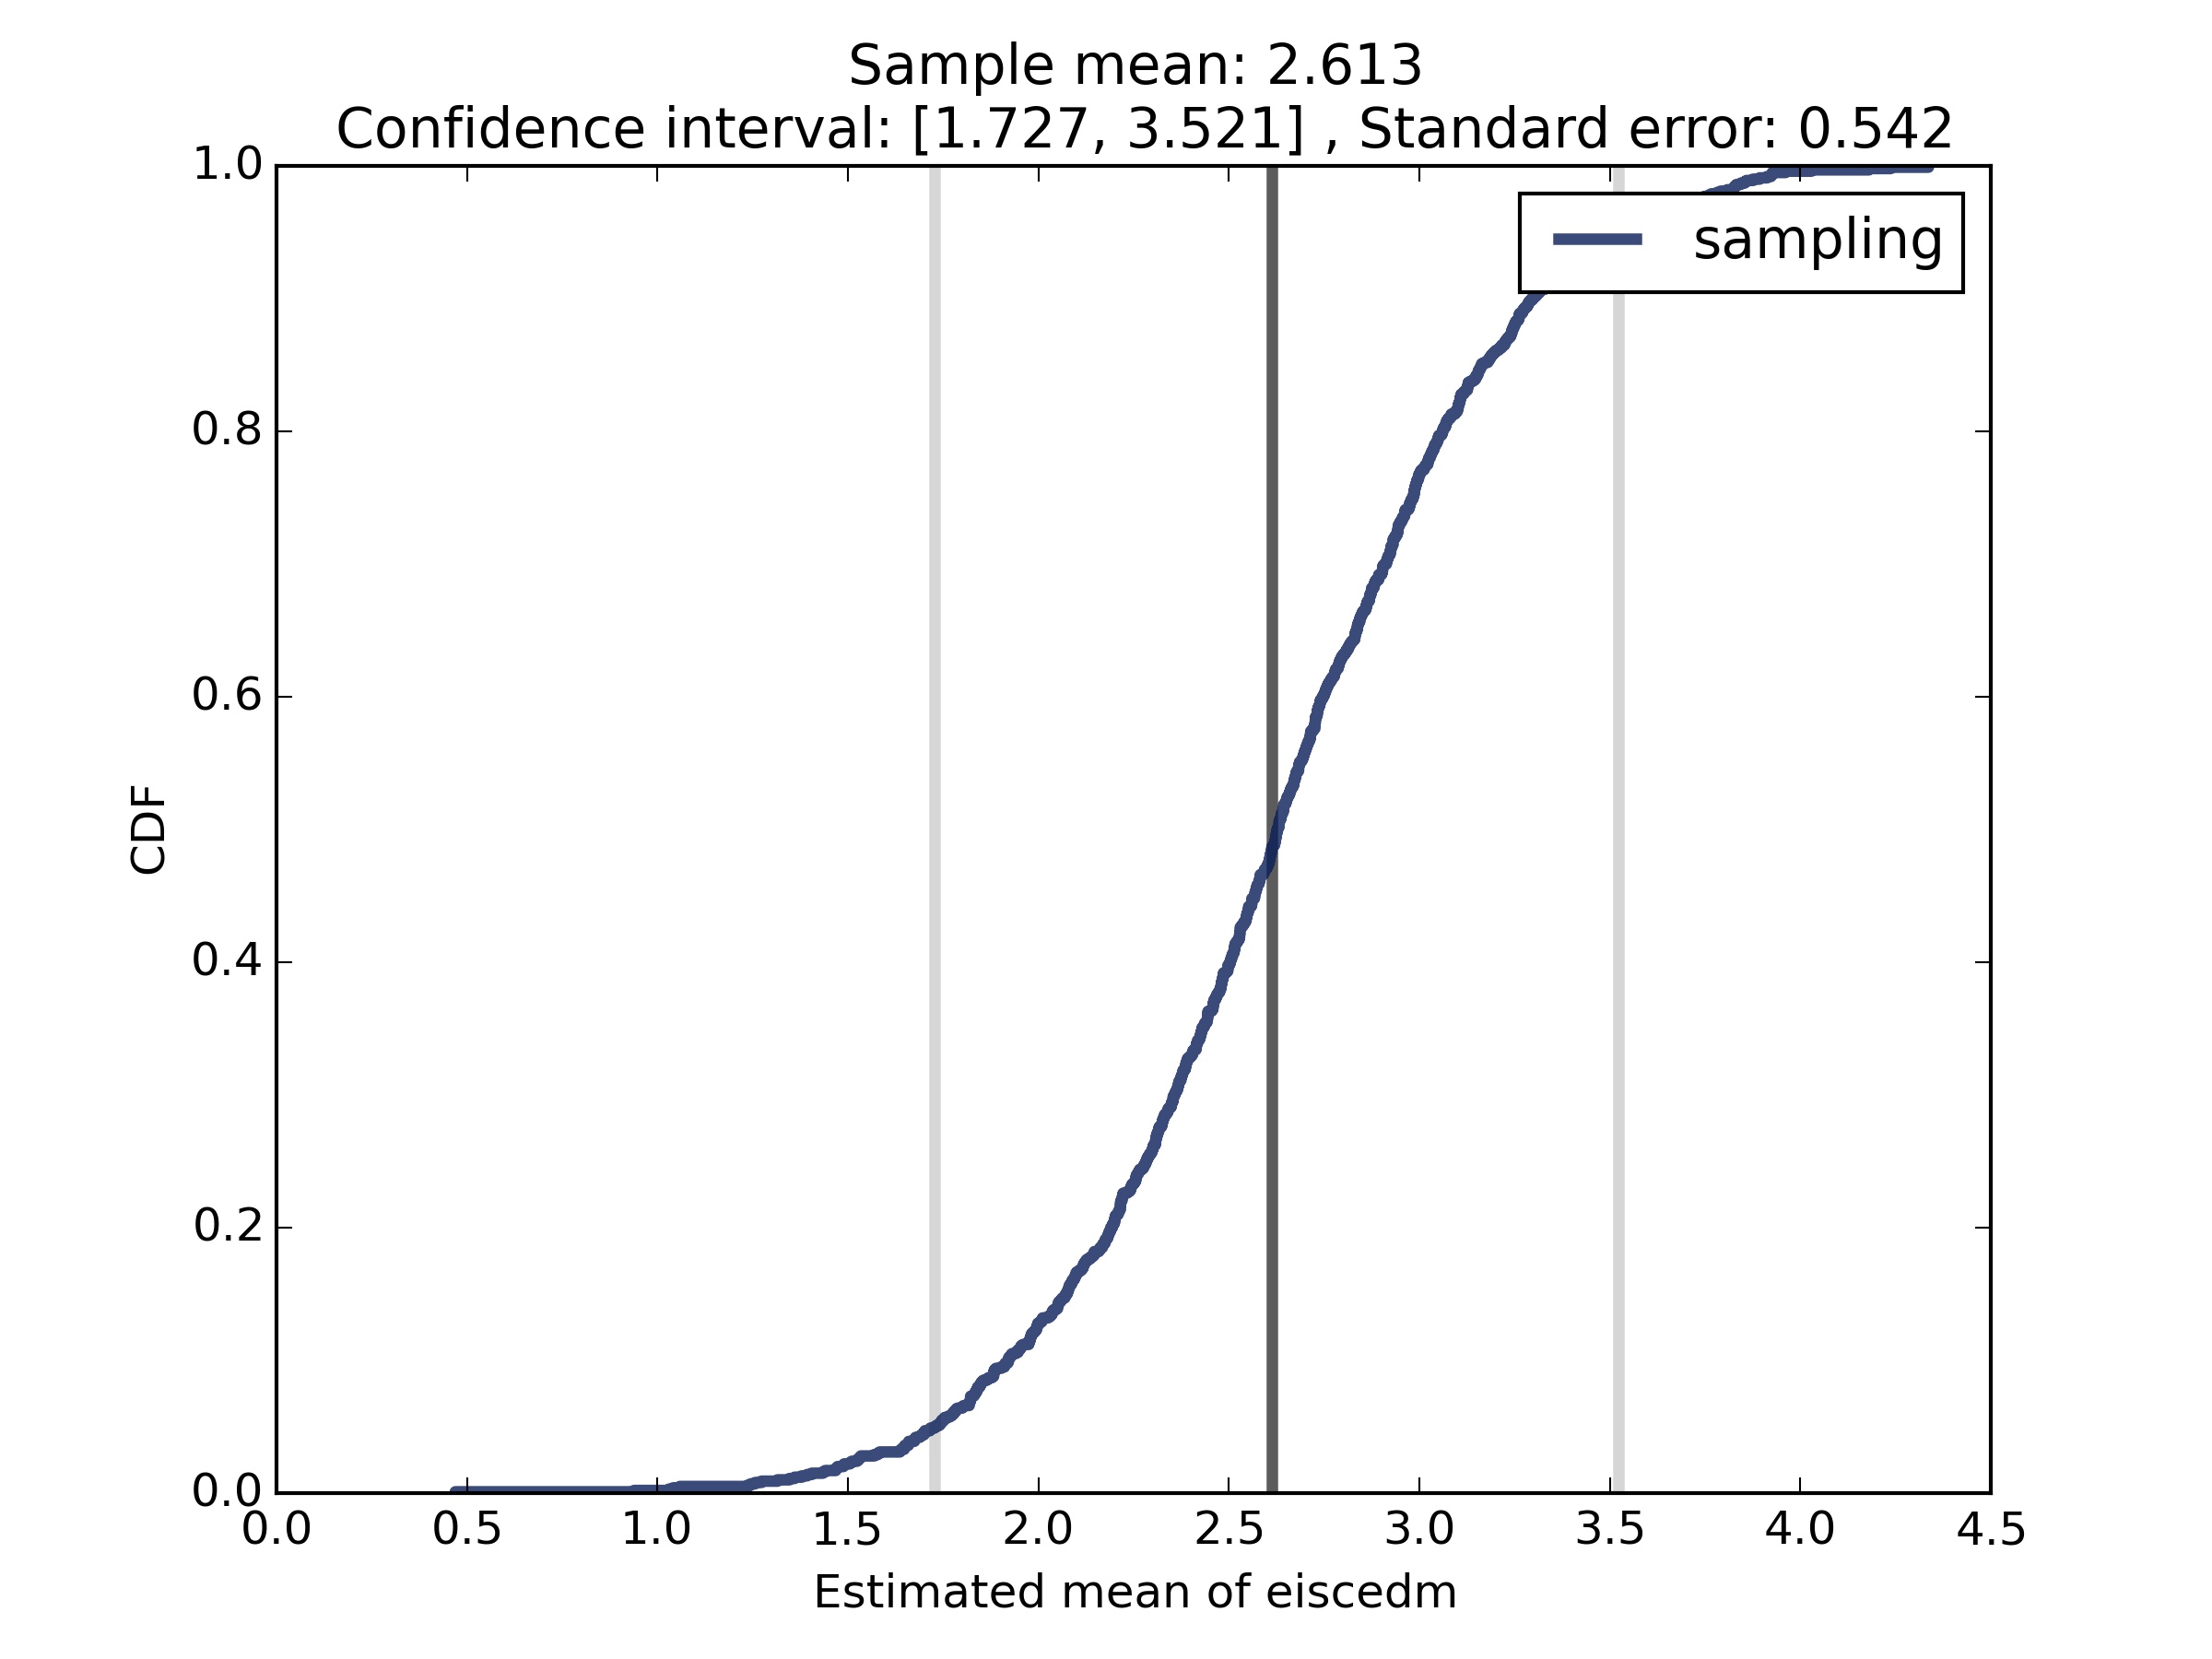 Sample mean: 2.613
Confidence interval: [1.727, 3.521] , Standard error: 0.542
sampling
1.0
0.8
0.6
0.4
0.2
0.0
CDF
0.0 0.5 1.0 1.5 2.0 2.5 3.0 3.5 4.0 4.5
Estimated mean of eiscedm